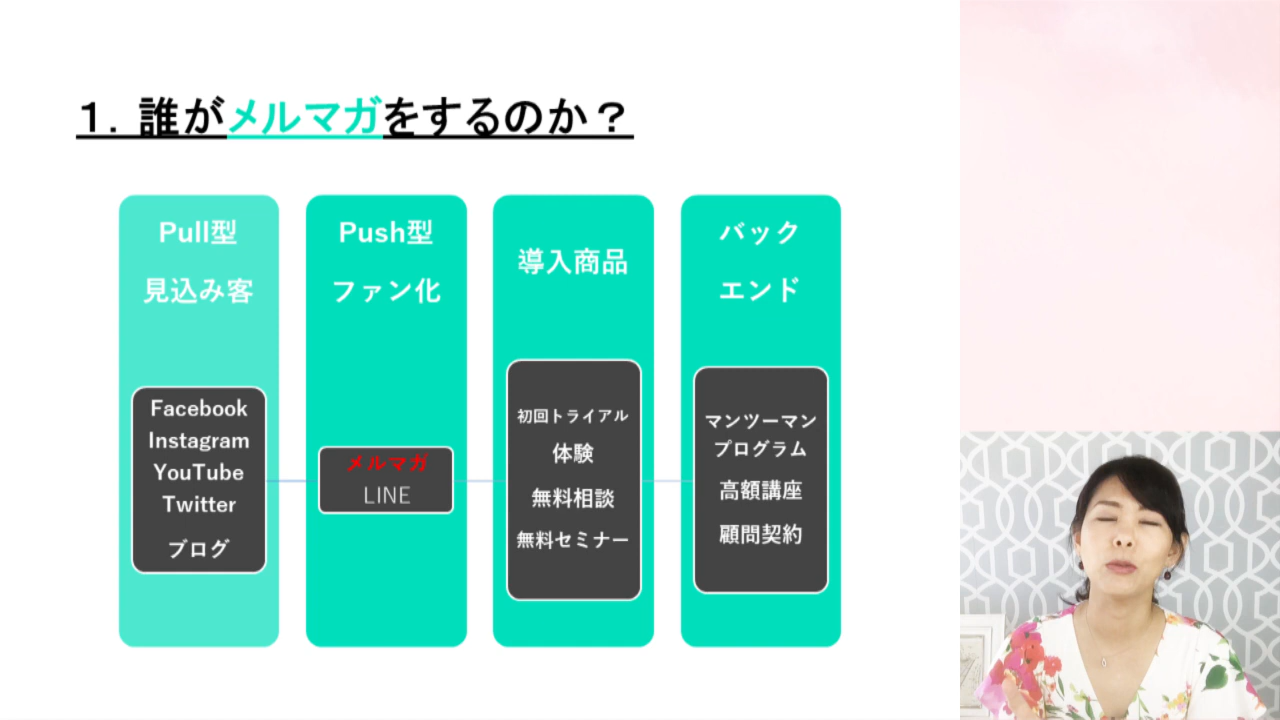 １．誰がメルマガをするのか？
Pull型
見込み客
Facebook
Instagram
YouTube
Twitter
ブログ
Push型
ファン化
メルマガ
LINE
導入商品
初回トライアル
体験
無料相談
無料セミナー
バック
エンド
マンツーマン
プログラム
高額講座
顧問契約